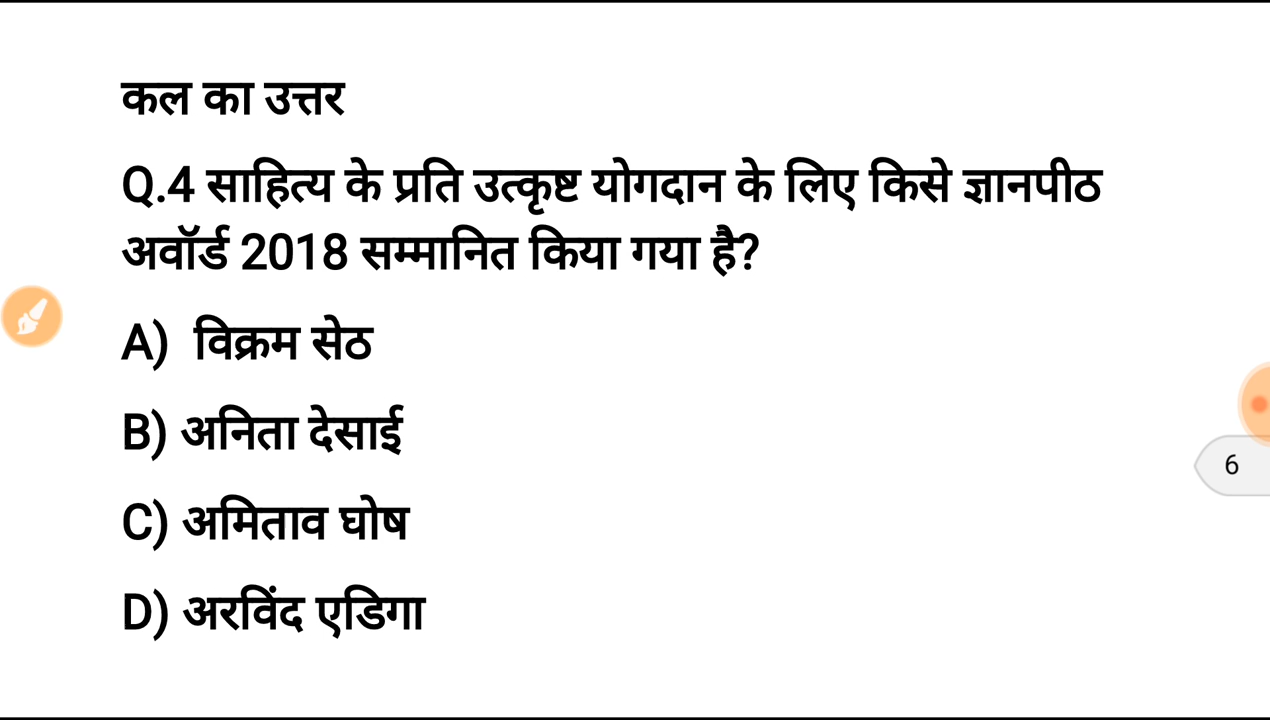 कल का उत्तर
Q.4 साहित्य के प्रति उत्कृष्ट योगदान के लिए किसे ज्ञानपीठ
अवॉर्ड 2018 सम्मानित किया गया है?
A) विक्रम सेठ
B) अनिता देसाई
6
C) अमिताव घोष
D) अरविंद एडिगा